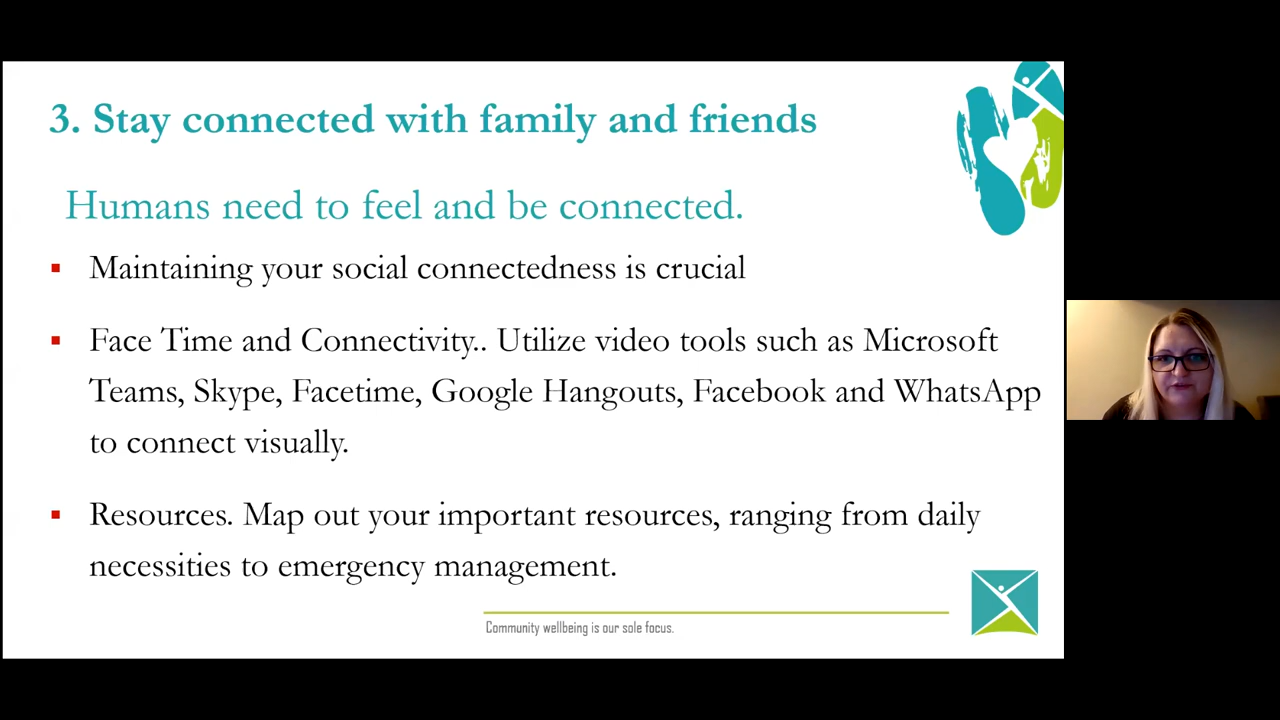 3. Stay connected with family and friends
Humans need to feel and be connected.
▪ Maintaining your social connectedness is crucial
▪ Face Time and Connectivity.. Utilize video tools such as Microsoft
Teams, Skype, Facetime, Google Hangouts, Facebook and WhatsApp
to connect visually.
▪ Resources. Map out your important resources, ranging from daily
necessities to emergency management.
Community wellbeing is our sole focus.